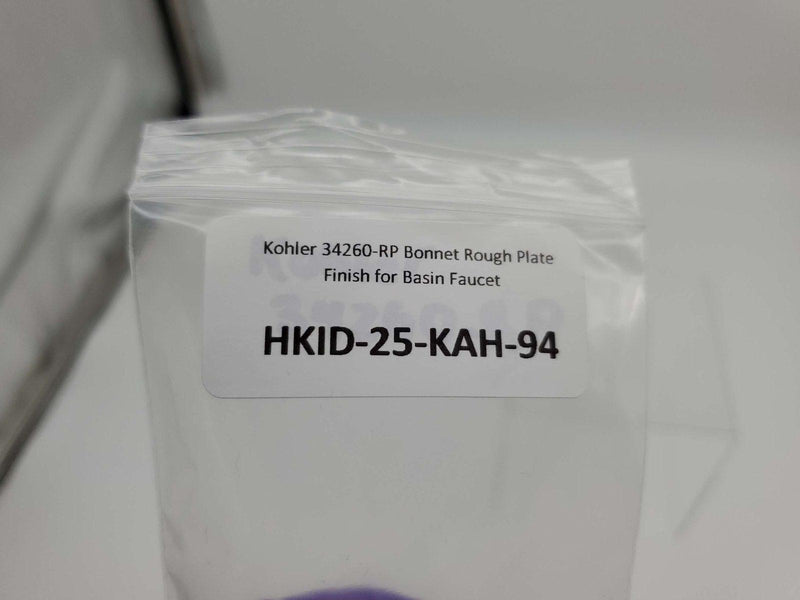 Kohler 34260-RP Bonnet Rough Plate
Finish for Basin Faucet
HKID-25-KAH-94